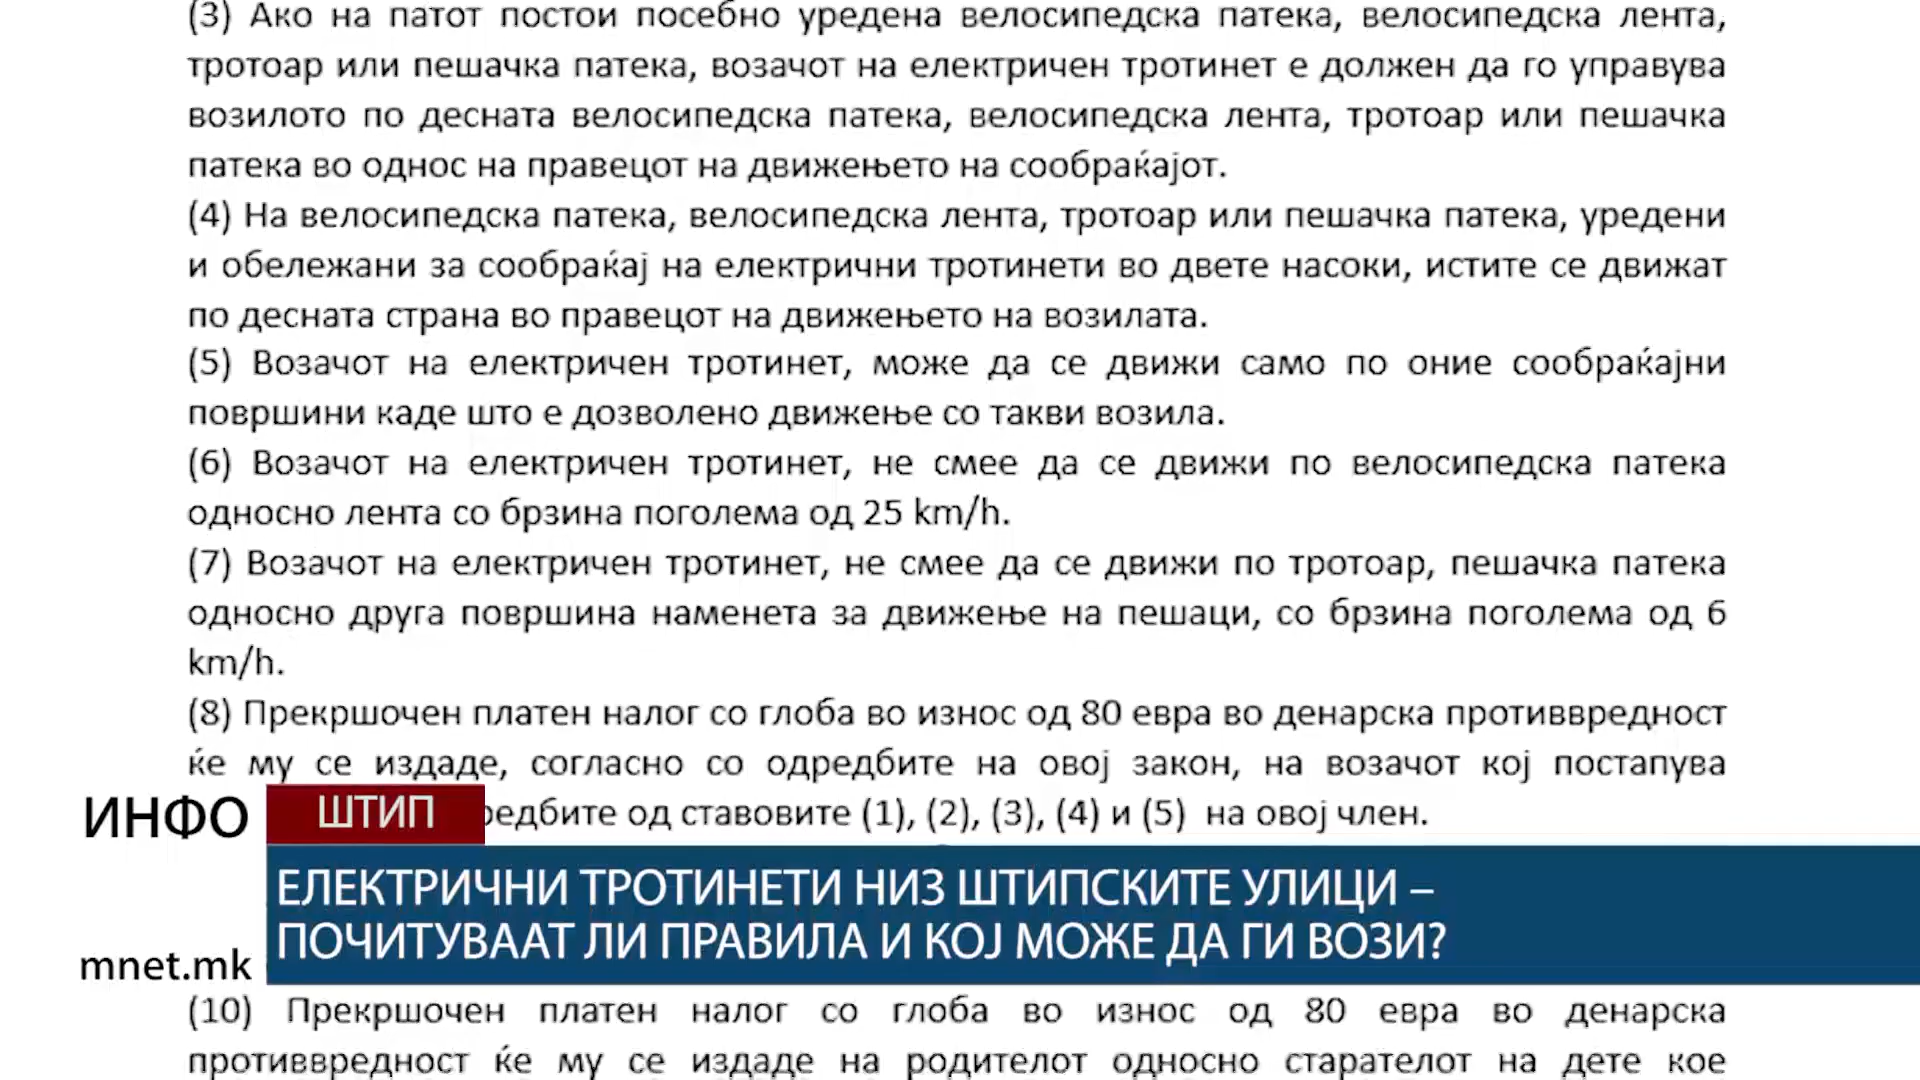 (3) Ако на патот постои посебно уредена велосипедска патека, велосипедска лента,
тротоар или пешачка патека, возачот на електричен тротинет е должен да го управува
возилото по десната велосипедска патека, велосипедска лента, тротоар или пешачка
патека во однос на правецот на движењето на сообраќајот.
(4) На велосипедска патека, велосипедска лента, тротоар или пешачка патека, уредени
и обележани за сообраќај на електрични тротинети во двете насоки, истите се движат
по десната страна во правецот на движењето на возилата.
(5) Возачот на електричен тротинет, може да се движи само по оние сообраќајни
површини каде што е дозволено движење со такви возила.
(6) Возачот на електричен тротинет, не смее да се движи по велосипедска патека
односно лента со брзина поголема од 25 km/h.
(7) Возачот на електричен тротинет, не смее да се движи по тротоар, пешачка патека
односно друга површина наменета за движење на пешаци, со брзина поголема од 6
km/h.
(8) Прекршочен платен налог со глоба во износ од 80 евра во денарска противвредност
ќе му се издаде, согласно со одредбите на овој закон, на возачот кој постапува
редбите од ставовите (1), (2), (3), (4) и (5) на овој член.
ИНФО
ШТИП
ЕЛЕКТРИЧНИ ТРОТИНЕТИ НИЗ ШТИПСКИТЕ УЛИЦИ –
ПОЧИТУВААТ ЛИ ПРАВИЛА И КОЈ МОЖЕ ДА ГИ ВОЗИ?
mnet.mk
(10) Прекршочен платен налог со глоба во износ од 80 евра во денарска
противвредност ќе му се издаде на родителот односно старателот на дете кое